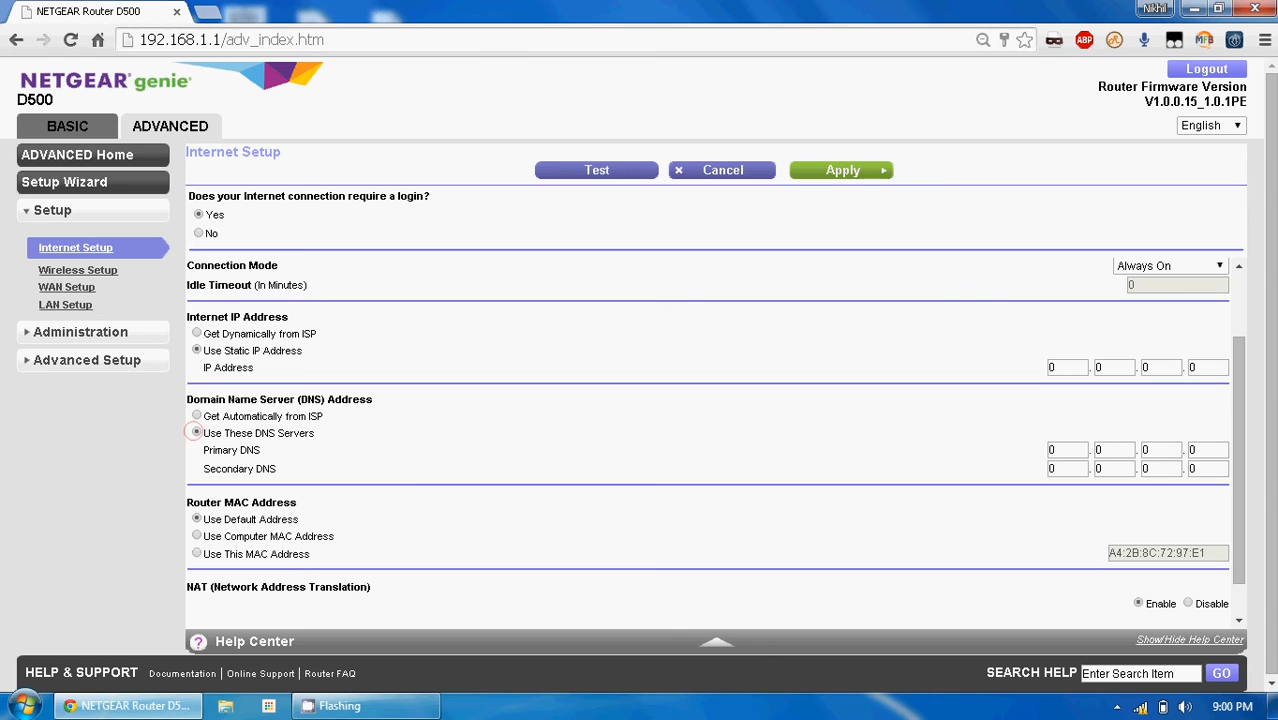 NETGEAR Router D500
Nikhil
192.168.1.1/adv_index.htm
ABP
MFB
NETGEAR® genie®
D500
Logout
Router Firmware Version
V1.0.0.15_1.0.1PE
English
BASIC
ADVANCED
ADVANCED Home
Setup Wizard
Setup
Internet Setup
Wireless Setup
WAN Setup
LAN Setup
Administration
Advanced Setup
Internet Setup
Test
Cancel
Apply
Does your Internet connection require a login?
Yes
No
Connection Mode
Always On
Idle Timeout (In Minutes)
0
Internet IP Address
Get Dynamically from ISP
Use Static IP Address
IP Address
0 . 0 . 0 . 0
Domain Name Server (DNS) Address
Get Automatically from ISP
Use These DNS Servers
Primary DNS
0 . 0 . 0 . 0
Secondary DNS
0 . 0 . 0 . 0
Router MAC Address
Use Default Address
Use Computer MAC Address
Use This MAC Address
A4:2B:8C:72:97:E1
NAT (Network Address Translation)
Enable Disable
? Help Center
Show/Hide Help Center
HELP & SUPPORT Documentation | Online Support | Router FAQ
SEARCH HELP Enter Search Item GO
NETGEAR Router D5...
Flashing
9:00 PM